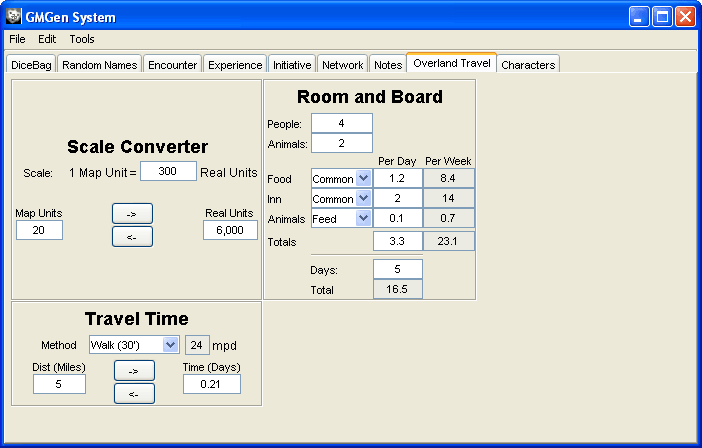 GMGen System
File Edit Tools
DiceBag Random Names Encounter Experience Initiative Network Notes Overland Travel Characters
Scale Converter
Scale: 1 Map Unit = 300 Real Units
Map Units -> Real Units
20 <- 6,000
Room and Board
People: 4
Animals: 2
Per Day Per Week
Food Common 1.2 8.4
Inn Common 2 14
Animals Feed 0.1 0.7
Totals 3.3 23.1
Days: 5
Total 16.5
Travel Time
Method Walk (30') 24 mpd
Dist (Miles) -> Time (Days)
5 <- 0.21